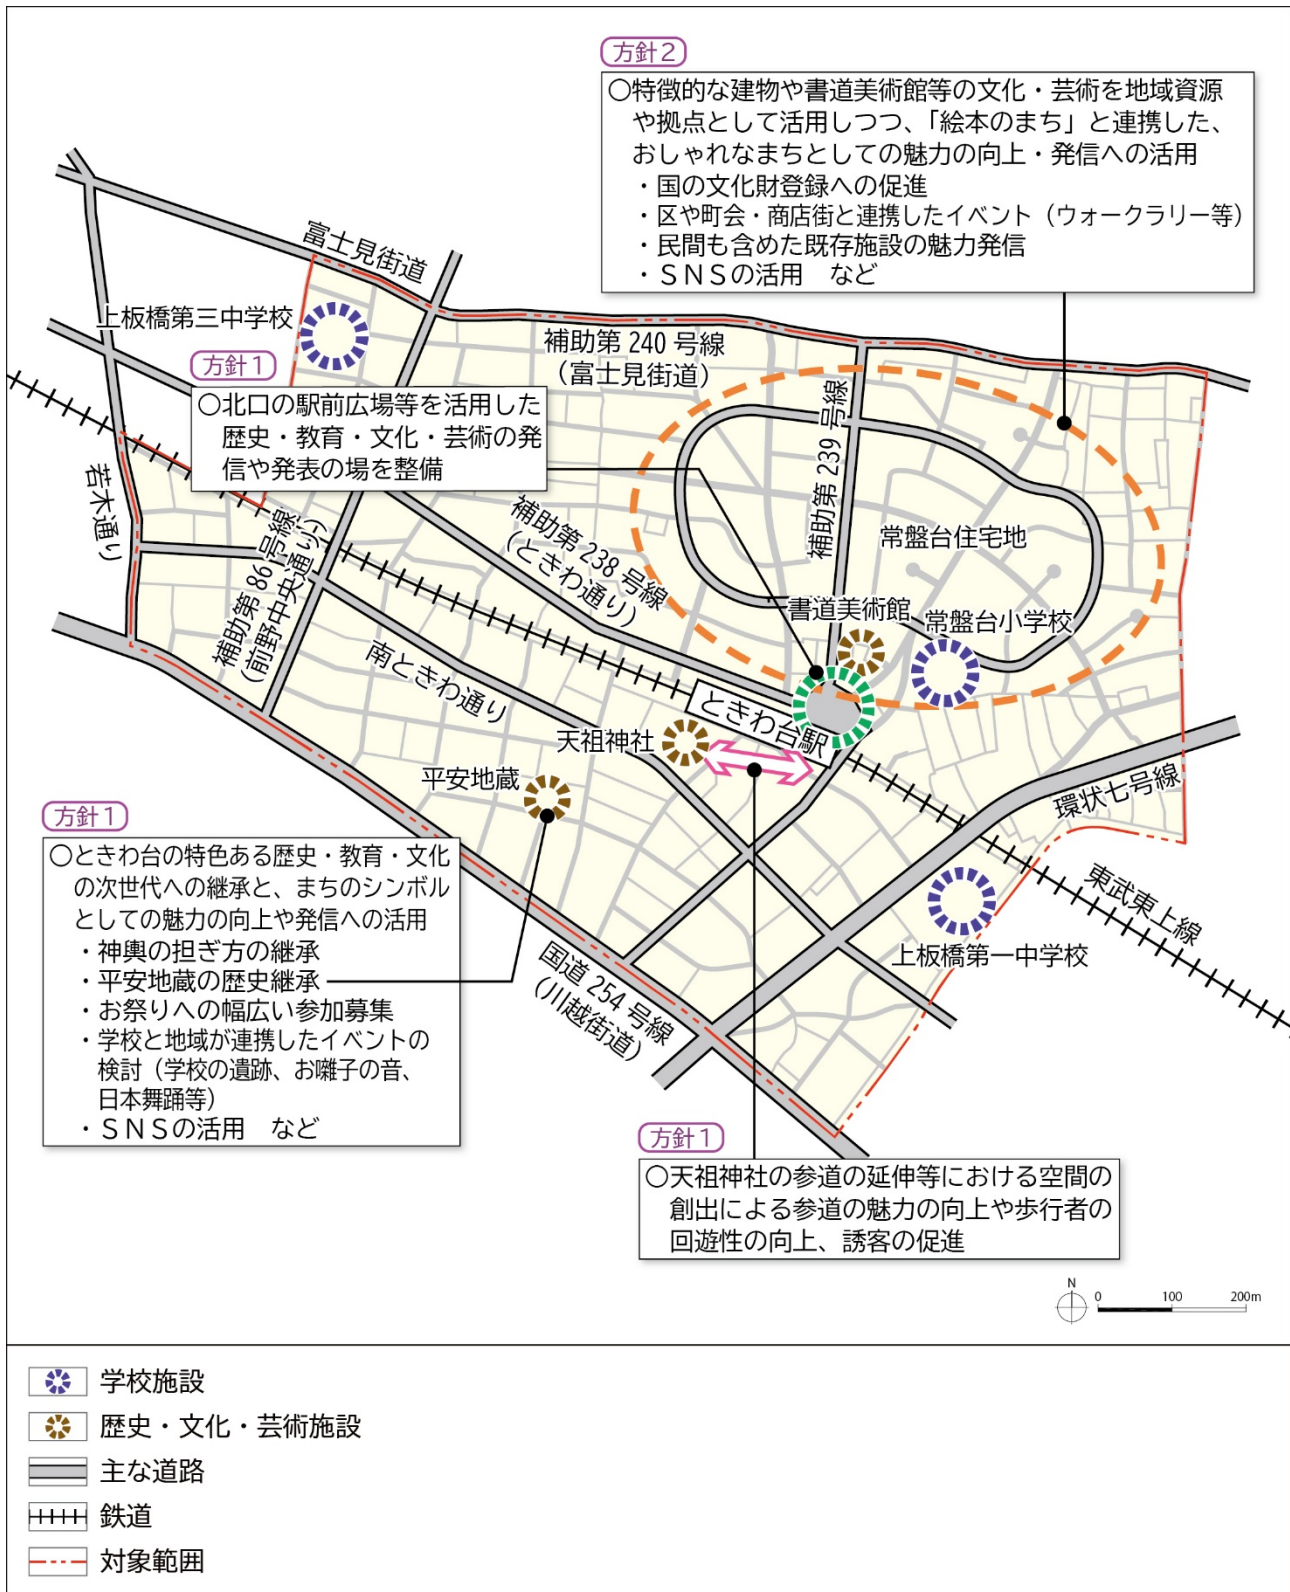 方針２
○特徴的な建物や書道美術館等の文化・芸術を地域資源
や拠点として活用しつつ、「絵本のまち」と連携した、
おしゃれなまちとしての魅力の向上・発信への活用
・国の文化財登録への促進
・区や町会・商店街と連携したイベント（ウォークラリー等）
・民間も含めた既存施設の魅力発信
・ＳＮＳの活用　など
富士見街道
上板橋第三中学校
補助第 240 号線
（富士見街道）
方針１
○北口の駅前広場等を活用した
歴史・教育・文化・芸術の発
信や発表の場を整備
若木通り
補助第 86 号線
（前野中央通り）
補助第 238 号線
（ときわ通り）
補助第 239 号線
常盤台住宅地
書道美術館
常盤台小学校
南ときわ通り
ときわ台駅
天祖神社
平安地蔵
環状七号線
東武東上線
上板橋第一中学校
国道 254 号線
（川越街道）
方針１
○ときわ台の特色ある歴史・教育・文化
の次世代への継承と、まちのシンボル
としての魅力の向上や発信への活用
・神輿の担ぎ方の継承
・平安地蔵の歴史継承
・お祭りへの幅広い参加募集
・学校と地域が連携したイベントの
検討（学校の遺跡、お囃子の音、
日本舞踊等）
・ＳＮＳの活用　など
方針１
○天祖神社の参道の延伸等における空間の
創出による参道の魅力の向上や歩行者の
回遊性の向上、誘客の促進
N
0 100 200m
学校施設
歴史・文化・芸術施設
主な道路
鉄道
対象範囲